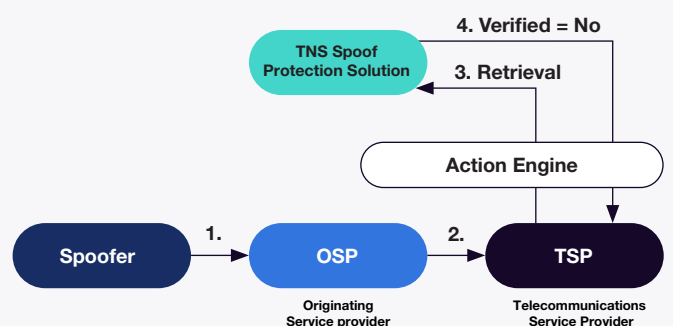 4. Verified = No
TNS Spoof
Protection Solution
3. Retrieval
Action Engine
1.
2.
Spoofer
OSP
TSP
Originating
Service provider
Telecommunications
Service Provider